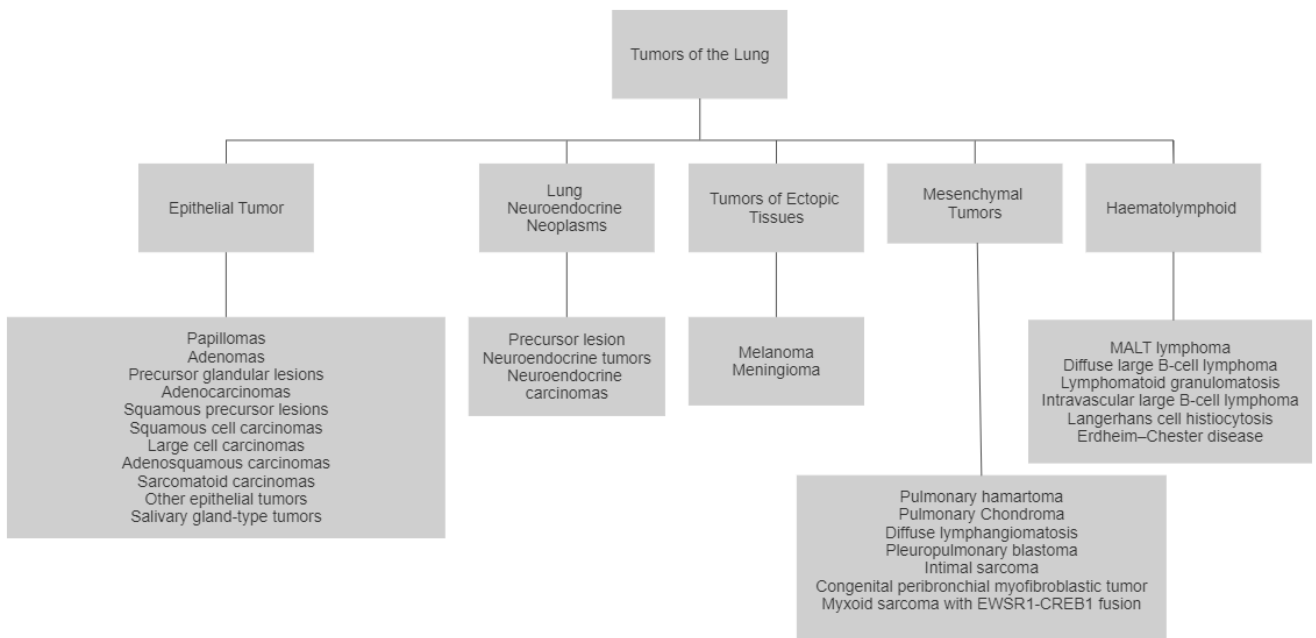 Tumors of the Lung
Epithelial Tumor
Lung
Neuroendocrine
Neoplasms
Tumors of Ectopic
Tissues
Mesenchymal
Tumors
Haematolymphoid
Papillomas
Adenomas
Precursor glandular lesions
Adenocarcinomas
Squamous precursor lesions
Squamous cell carcinomas
Large cell carcinomas
Adenosquamous carcinomas
Sarcomatoid carcinomas
Other epithelial tumors
Salivary gland-type tumors
Precursor lesion
Neuroendocrine tumors
Neuroendocrine
carcinomas
Melanoma
Meningioma
MALT lymphoma
Diffuse large B-cell lymphoma
Lymphomatoid granulomatosis
Intravascular large B-cell lymphoma
Langerhans cell histiocytosis
Erdheim–Chester disease
Pulmonary hamartoma
Pulmonary Chondroma
Diffuse lymphangiomatosis
Pleuropulmonary blastoma
Intimal sarcoma
Congenital peribronchial myofibroblastic tumor
Myxoid sarcoma with EWSR1-CREB1 fusion